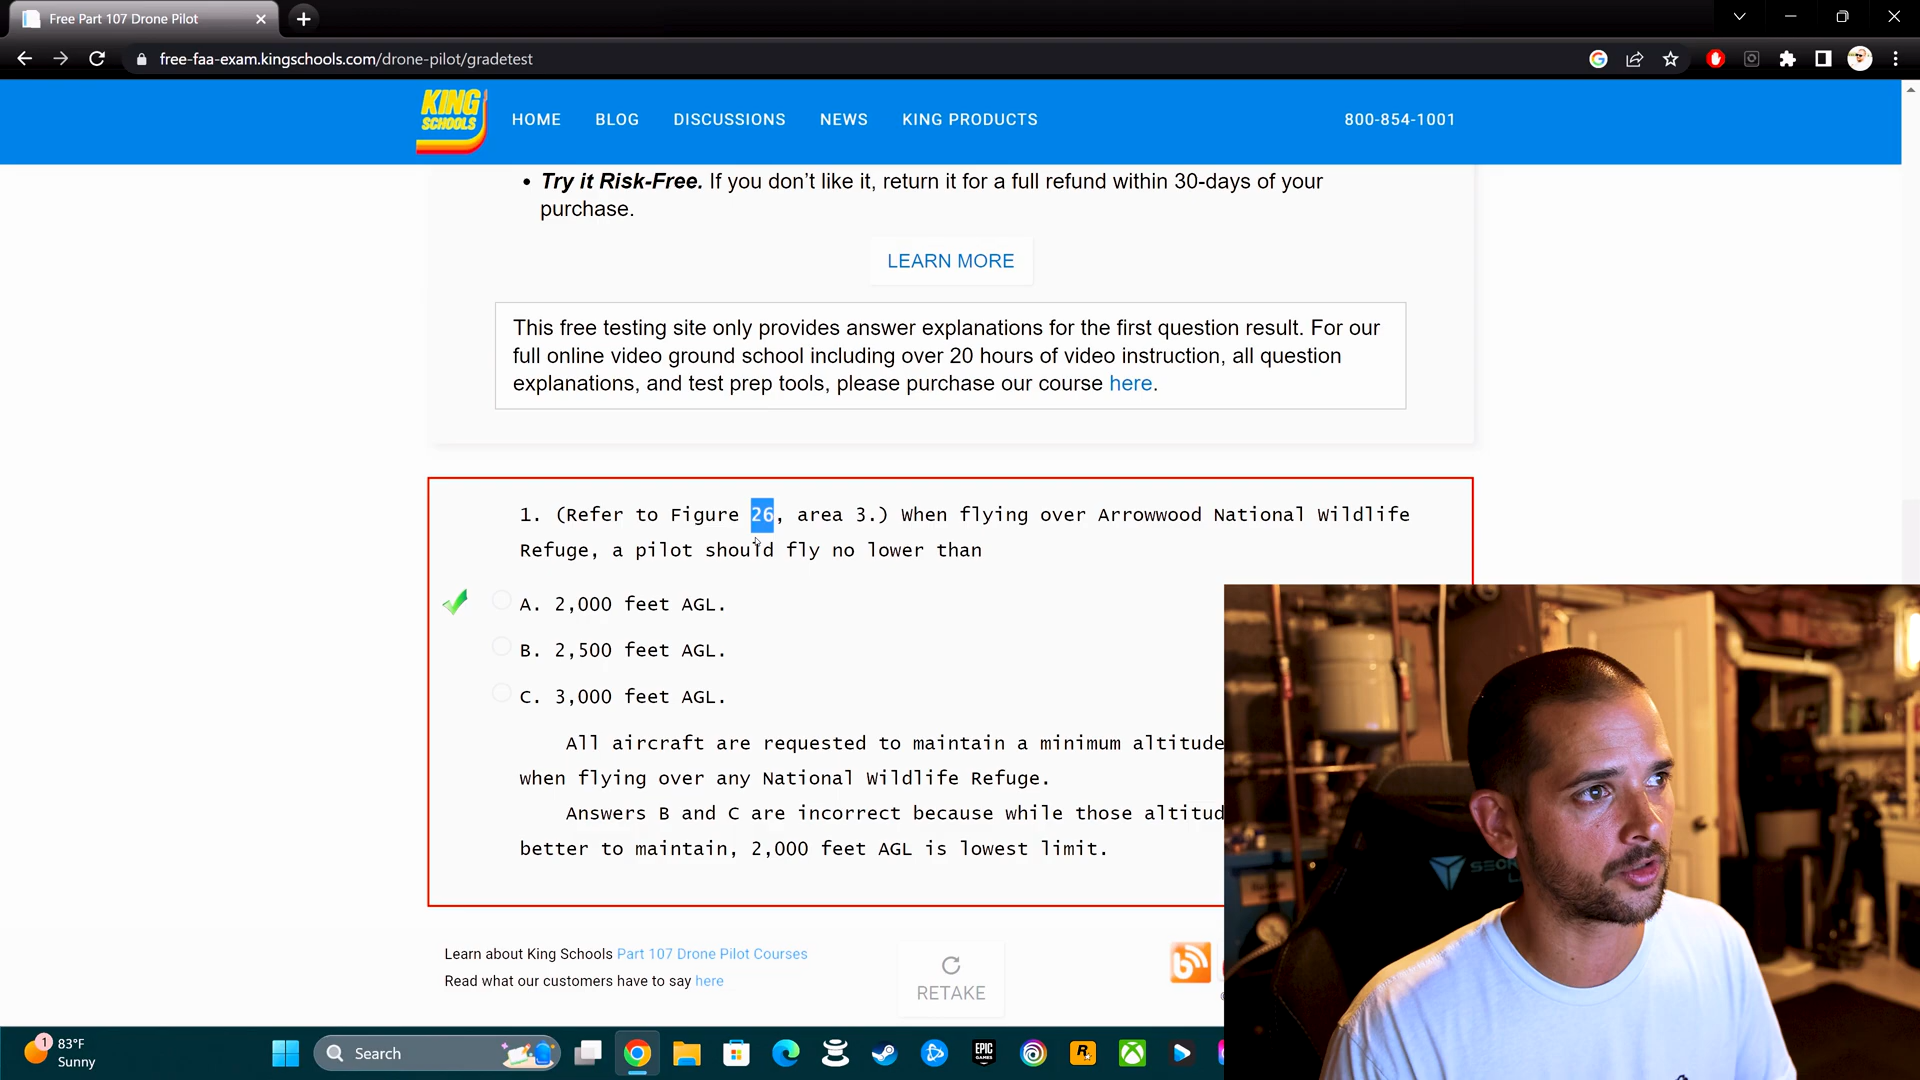 Free Part 107 Drone Pilot
free-faa-exam.kingschools.com/drone-pilot/gradetest
KING
SCHOOLS
HOME BLOG DISCUSSIONS NEWS KING PRODUCTS 800-854-1001
• Try it Risk-Free. If you don’t like it, return it for a full refund within 30-days of your
purchase.
LEARN MORE
This free testing site only provides answer explanations for the first question result. For our
full online video ground school including over 20 hours of video instruction, all question
explanations, and test prep tools, please purchase our course here.
1. (Refer to Figure 26, area 3.) When flying over Arrowwood National Wildlife
Refuge, a pilot should fly no lower than
A. 2,000 feet AGL.
B. 2,500 feet AGL.
C. 3,000 feet AGL.
All aircraft are requested to maintain a minimum altitude
when flying over any National Wildlife Refuge.
Answers B and C are incorrect because while those altitud
better to maintain, 2,000 feet AGL is lowest limit.
Learn about King Schools Part 107 Drone Pilot Courses
Read what our customers have to say here
RETAKE
1
83°F
Sunny
Search
EPIC
GAMES
R